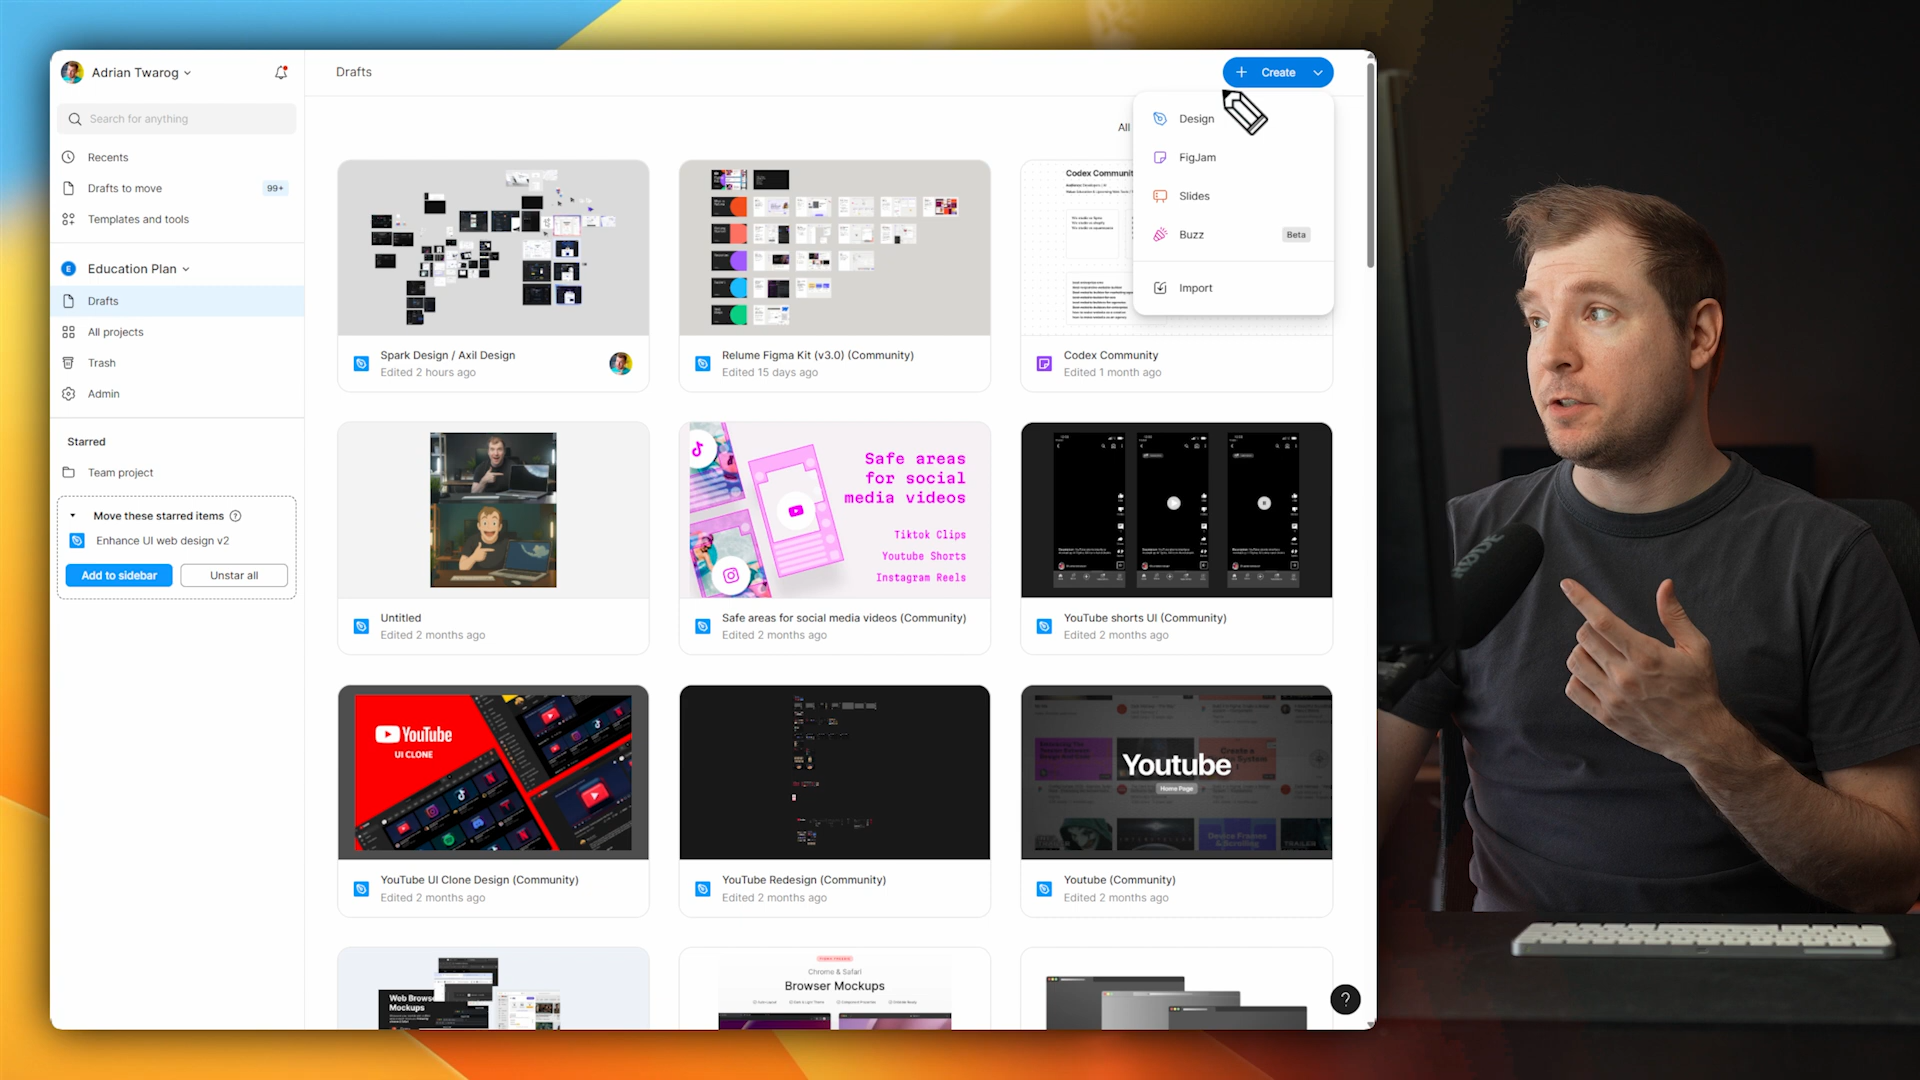 Adrian Twarog
Drafts
Create
Search for anything
Recents
Drafts to move
99+
Templates and tools
Education Plan
E
Drafts
All projects
Trash
Admin
Starred
Team project
Move these starred items
Enhance UI web design v2
Add to sidebar
Unstar all
All
Design
FigJam
Slides
Buzz
Beta
Import
Codex Communit
Spark Design / Axil Design
Edited 2 hours ago
Relume Figma Kit (v3.0) (Community)
Edited 15 days ago
Codex Community
Edited 1 month ago
Safe areas
for social
media videos
Tiktok Clips
Youtube Shorts
Instagram Reels
Untitled
Edited 2 months ago
Safe areas for social media videos (Community)
Edited 2 months ago
YouTube shorts UI (Community)
Edited 2 months ago
YouTube
UI CLONE
Youtube
Home Page
YouTube UI Clone Design (Community)
Edited 2 months ago
YouTube Redesign (Community)
Edited 2 months ago
Youtube (Community)
Edited 2 months ago
Web Browse
Mockups
Chrome & Safari
Browser Mockups
?
RODE